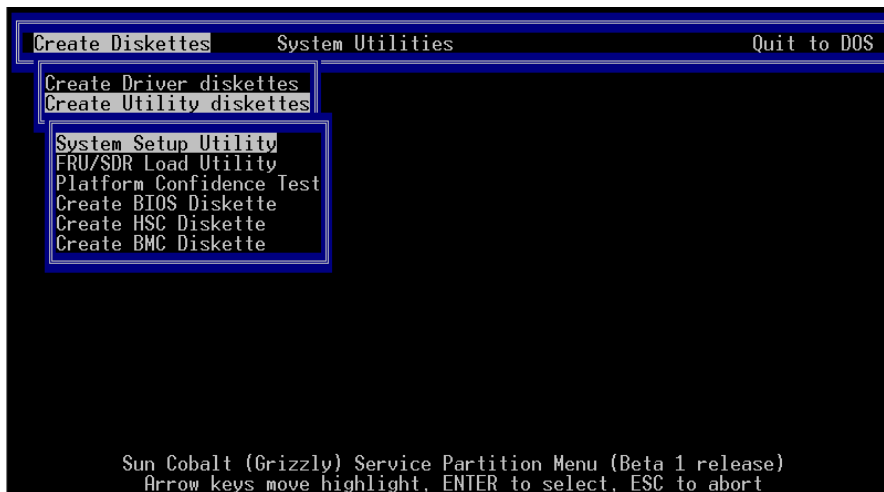 Create Diskettes System Utilities Quit to DOS
Create Driver diskettes
Create Utility diskettes
System Setup Utility
FRU/SDR Load Utility
Platform Confidence Test
Create BIOS Diskette
Create HSC Diskette
Create BMC Diskette
Sun Cobalt (Grizzly) Service Partition Menu (Beta 1 release)
Arrow keys move highlight, ENTER to select, ESC to abort